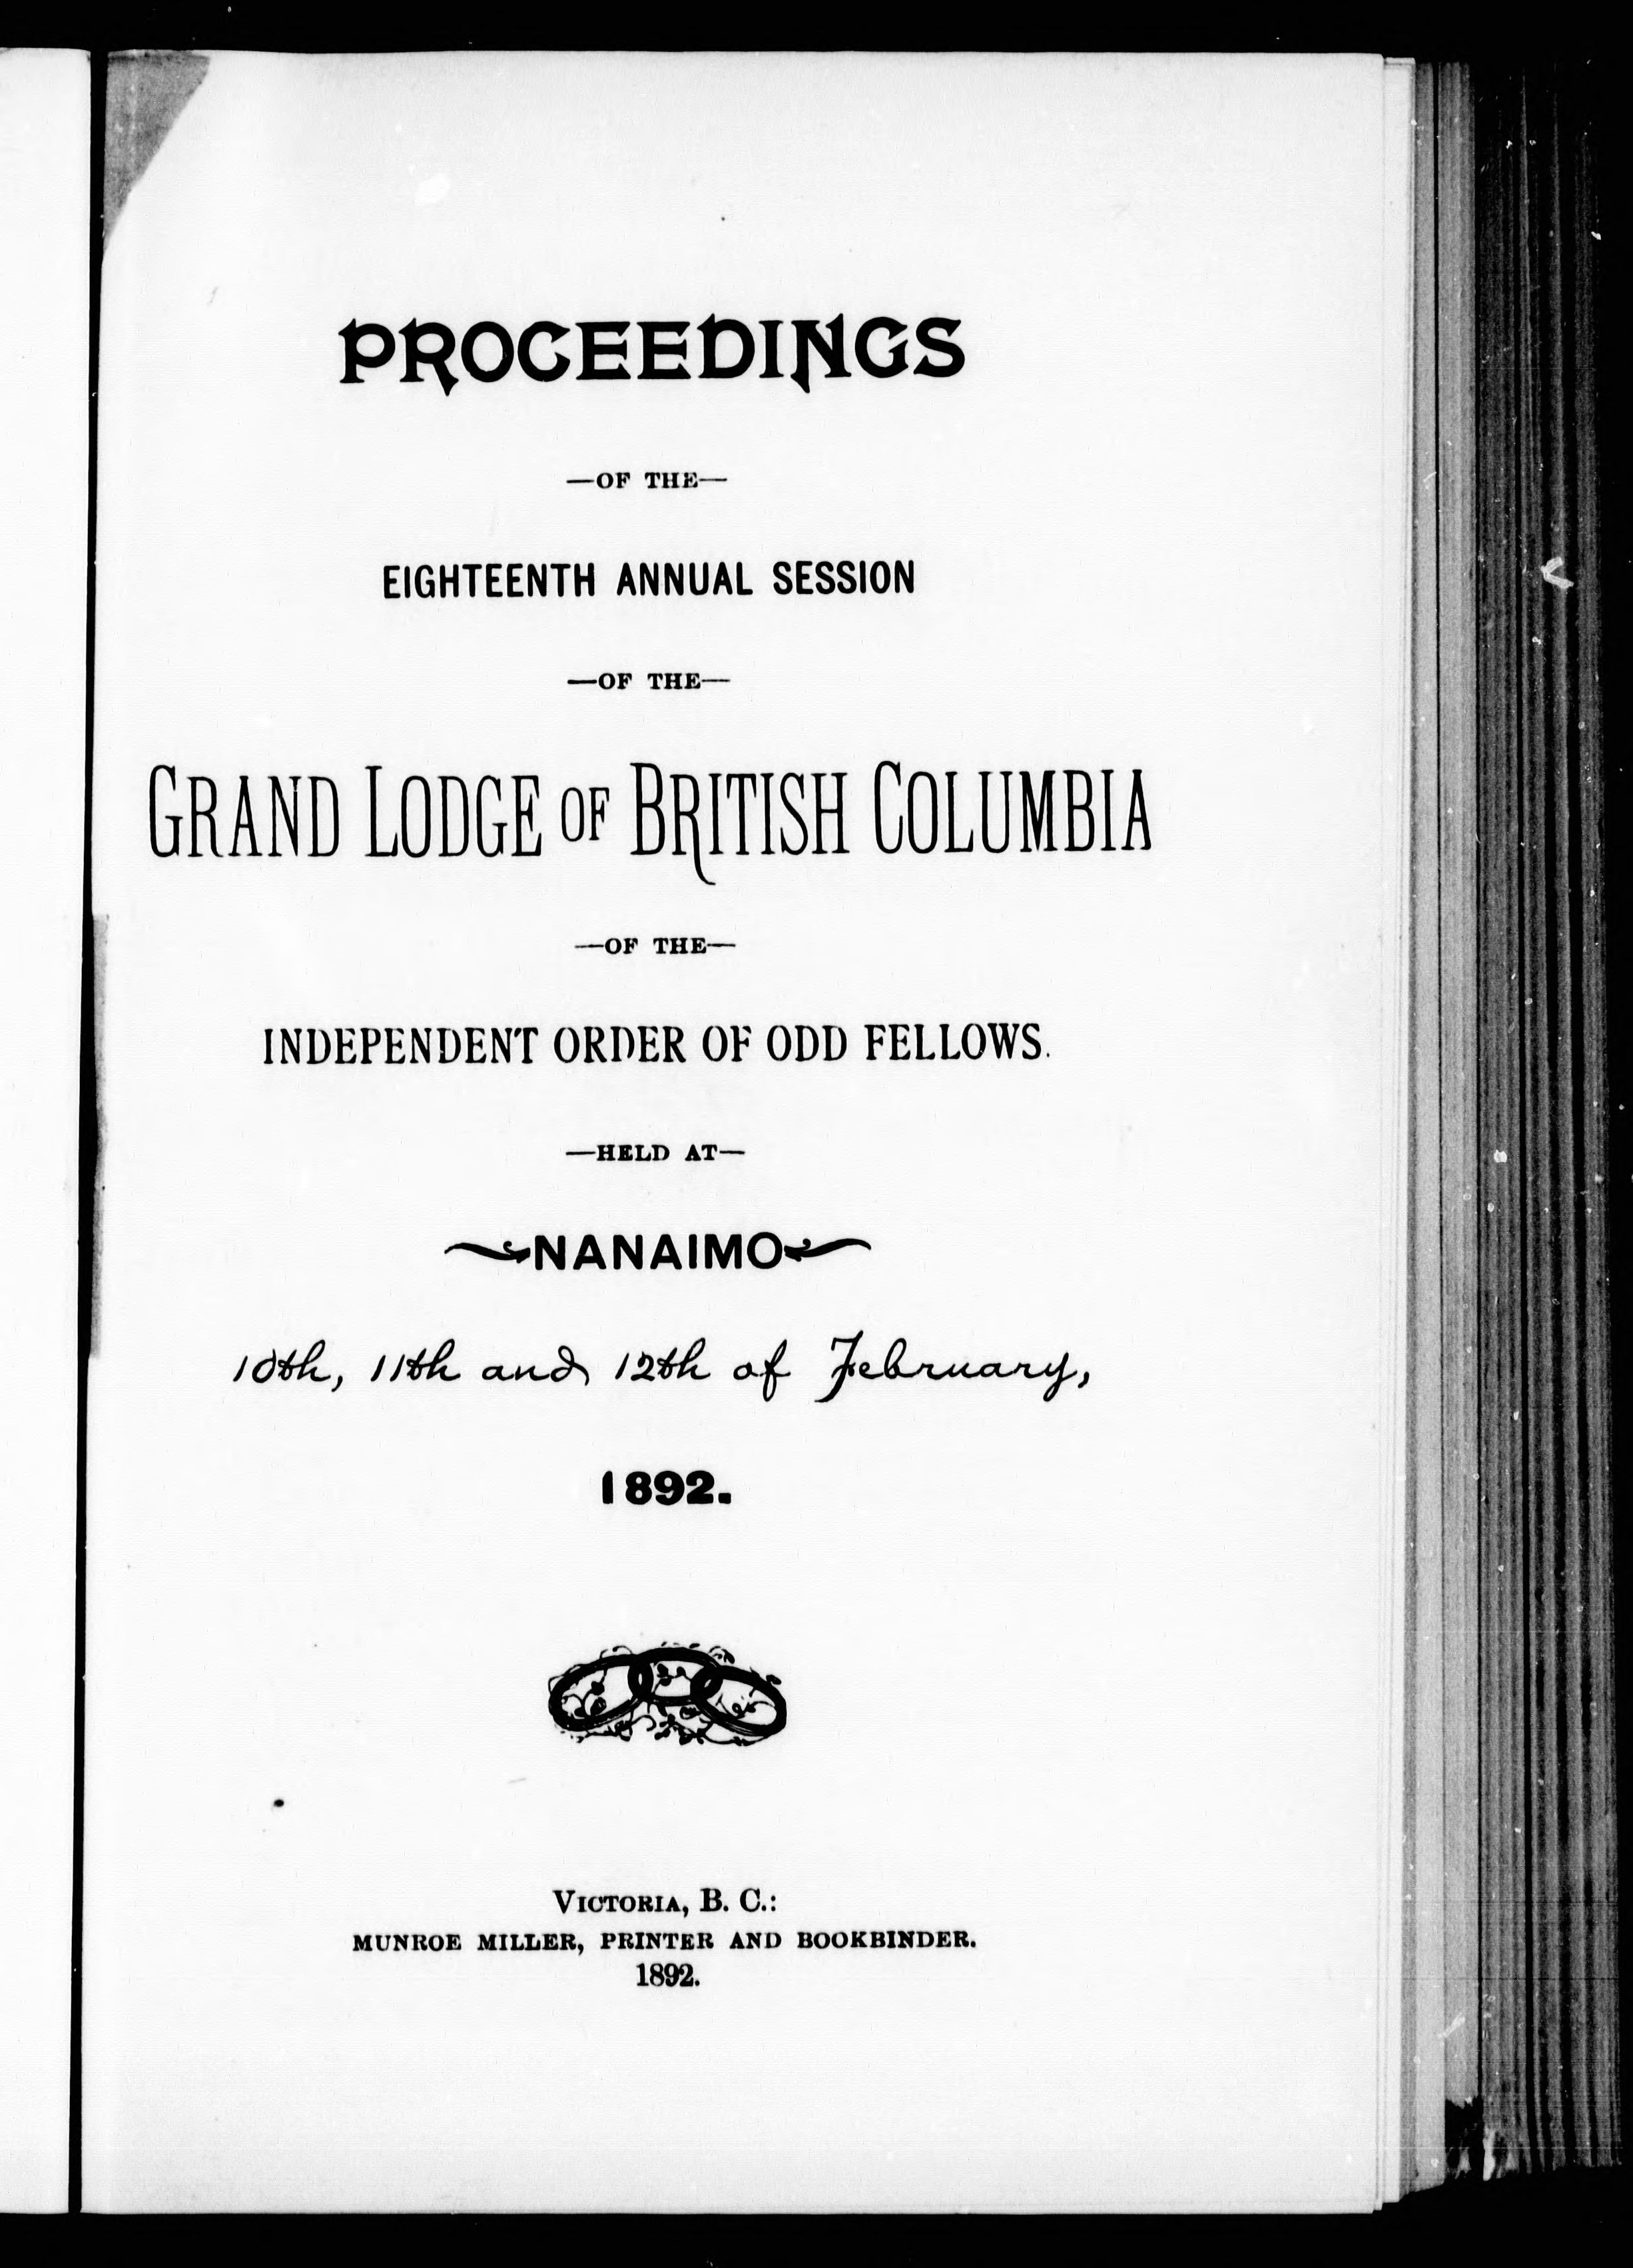 PROCEEDINGS
—OF THE—
EIGHTEENTH ANNUAL SESSION
—OF THE—
GRAND LODGE OF BRITISH COLUMBIA
—OF THE—
INDEPENDENT ORDER OF ODD FELLOWS.
—HELD AT—
NANAIMO
10th, 11th and 12th of February,
1892.
VICTORIA, B. C.:
MUNROE MILLER, PRINTER AND BOOKBINDER.
1892.